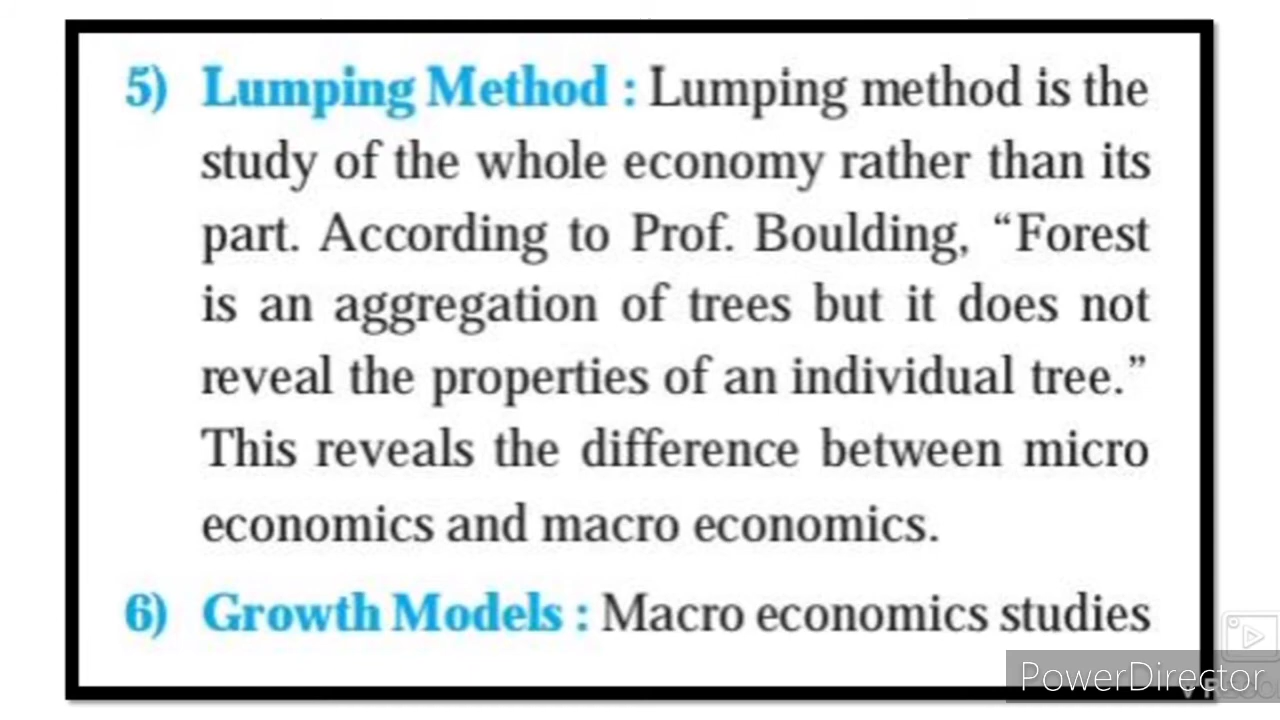 5) Lumping Method : Lumping method is the
study of the whole economy rather than its
part. According to Prof. Boulding, “Forest
is an aggregation of trees but it does not
reveal the properties of an individual tree.”
This reveals the difference between micro
economics and macro economics.
6) Growth Models : Macro economics studies
PowerDirector